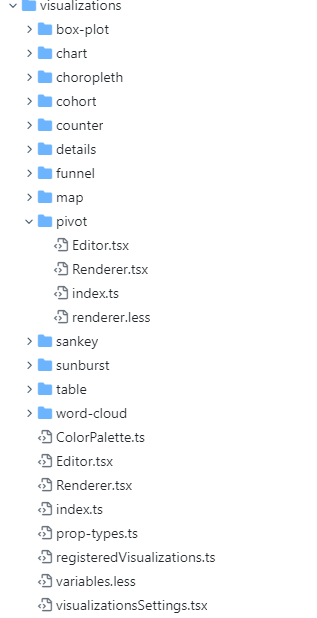 visualizations
box-plot
chart
choropleth
cohort
counter
details
funnel
map
pivot
Editor.tsx
Renderer.tsx
index.ts
renderer.less
sankey
sunburst
table
word-cloud
ColorPalette.ts
Editor.tsx
Renderer.tsx
index.ts
prop-types.ts
registeredVisualizations.ts
variables.less
visualizationsSettings.tsx